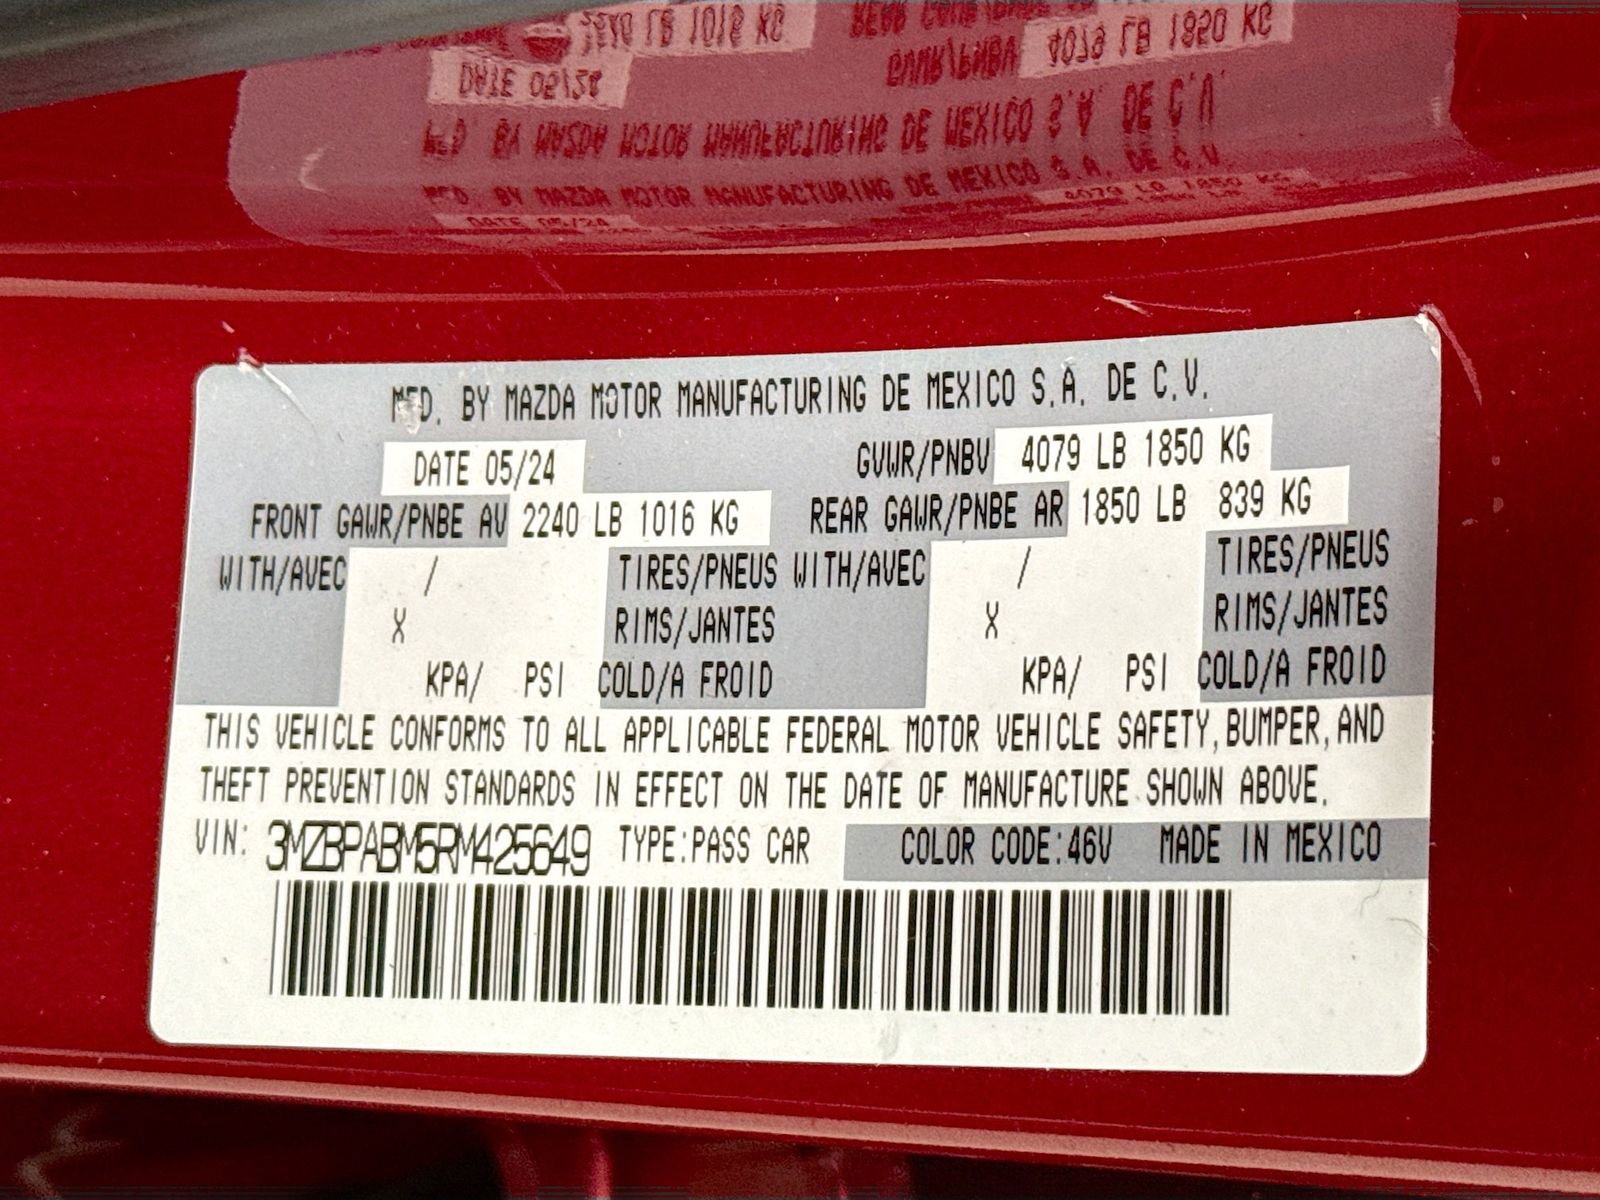 MFD. BY MAZDA MOTOR MANUFACTURING DE MEXICO S.A. DE C.V.
DATE 05/24 GVWR/PNBV 4079 LB 1850 KG
FRONT GAWR/PNBE AV 2240 LB 1016 KG REAR GAWR/PNBE AR 1850 LB 839 KG
WITH/AVEC / TIRES/PNEUS WITH/AVEC / TIRES/PNEUS
X RIMS/JANTES X RIMS/JANTES
KPA/ PSI COLD/A FROID KPA/ PSI COLD/A FROID
THIS VEHICLE CONFORMS TO ALL APPLICABLE FEDERAL MOTOR VEHICLE SAFETY, BUMPER, AND
THEFT PREVENTION STANDARDS IN EFFECT ON THE DATE OF MANUFACTURE SHOWN ABOVE.
VIN: 3MZBPABM5RM425649 TYPE:PASS CAR COLOR CODE:46V MADE IN MEXICO